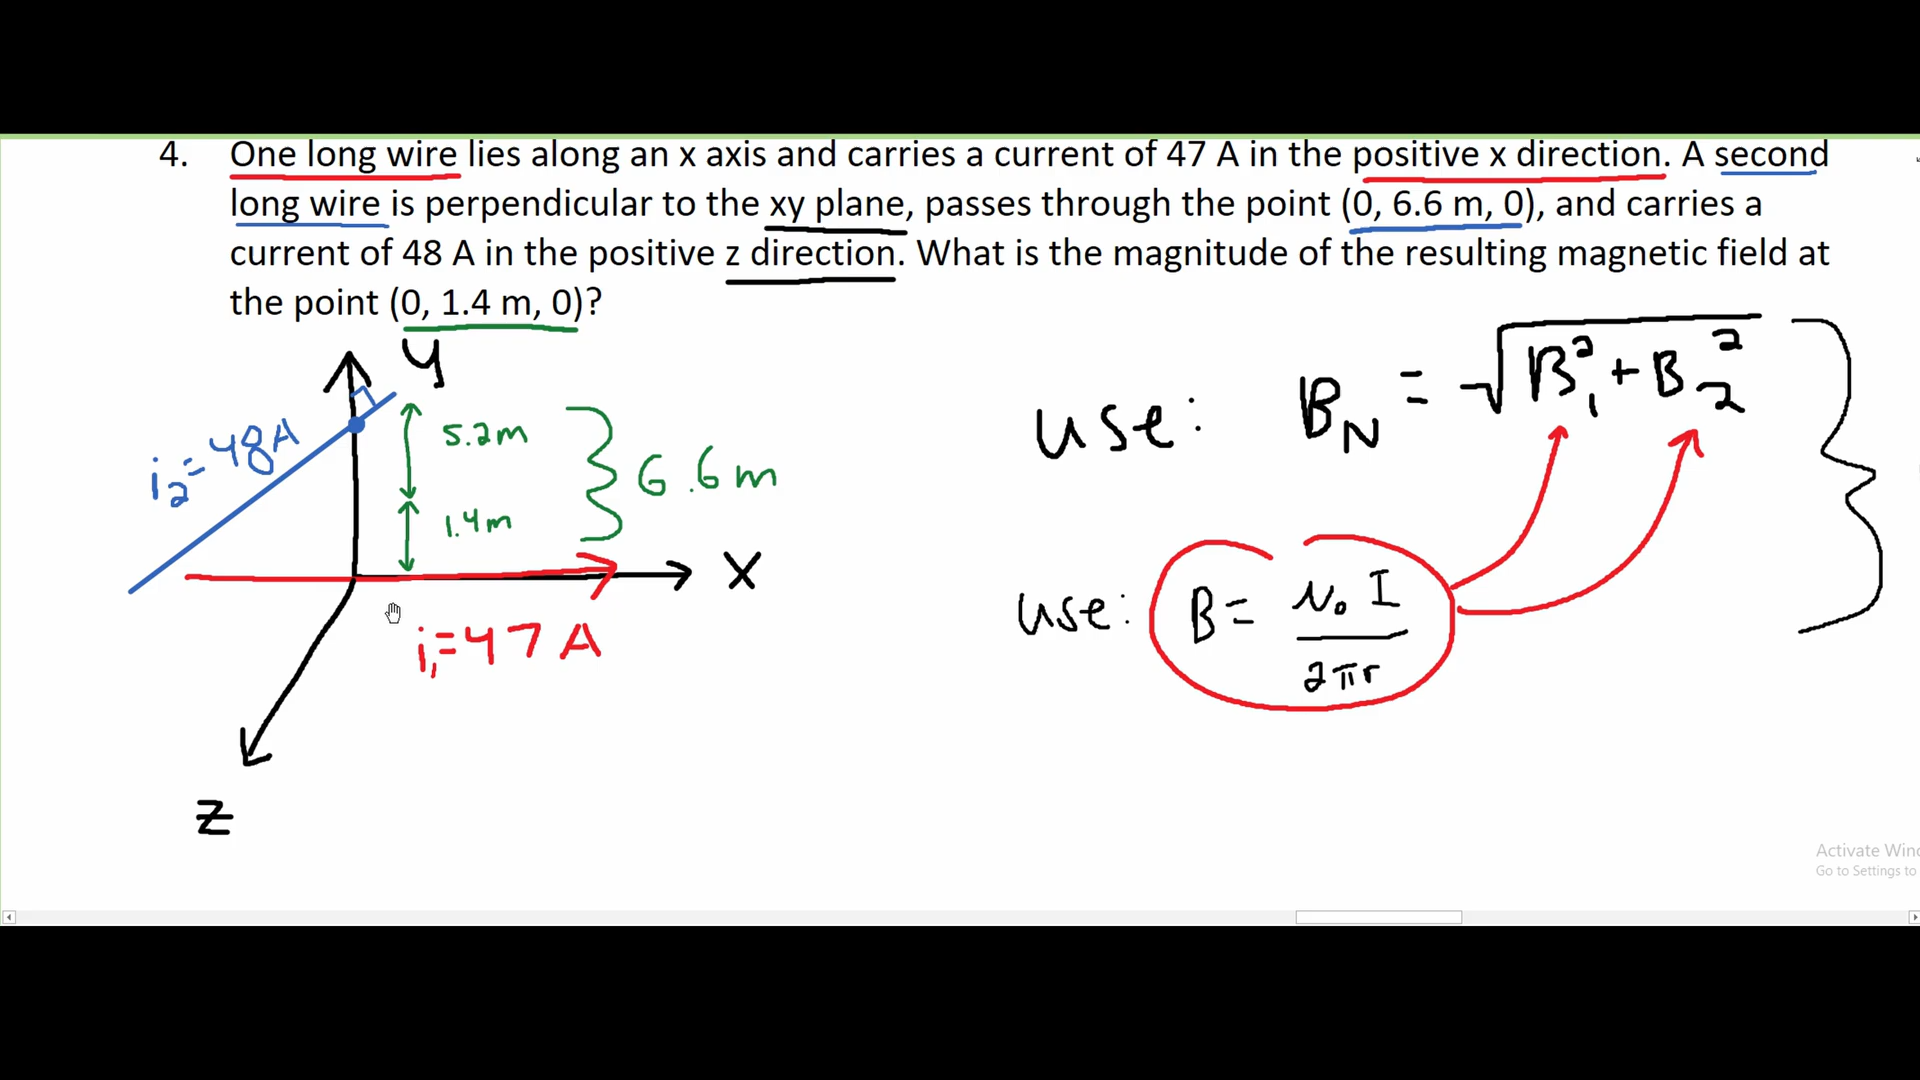 4. One long wire lies along an x axis and carries a current of 47 A in the positive x direction. A second
long wire is perpendicular to the xy plane, passes through the point (0, 6.6 m, 0), and carries a
current of 48 A in the positive z direction. What is the magnitude of the resulting magnetic field at
the point (0, 1.4 m, 0)?
y
i₂=48A
5.2m
6.6m
1.4m
x
i₁=47A
z
use: B_N = √B₁² + B₂²
use: B = μ₀ I / 2πr
Activate Win
Go to Settings to